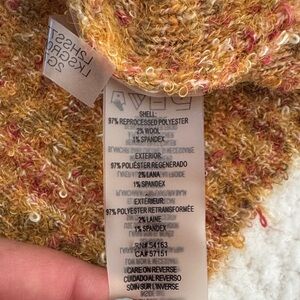 SHELL:
97% REPROCESSED POLYESTER
2% WOOL
1% SPANDEX
EXTERIOR:
97% POLIÉSTER REGENERADO
2% LANA
1% SPANDEX
EXTÉRIEUR:
97% POLYESTER RETRANSFORMÉE
2% LAINE
1% SPANDEX
RN# 54163
CA# 57151
CARE ON REVERSE
CUIDADO AL REVERSO
SOIN SUR L'INVERSE